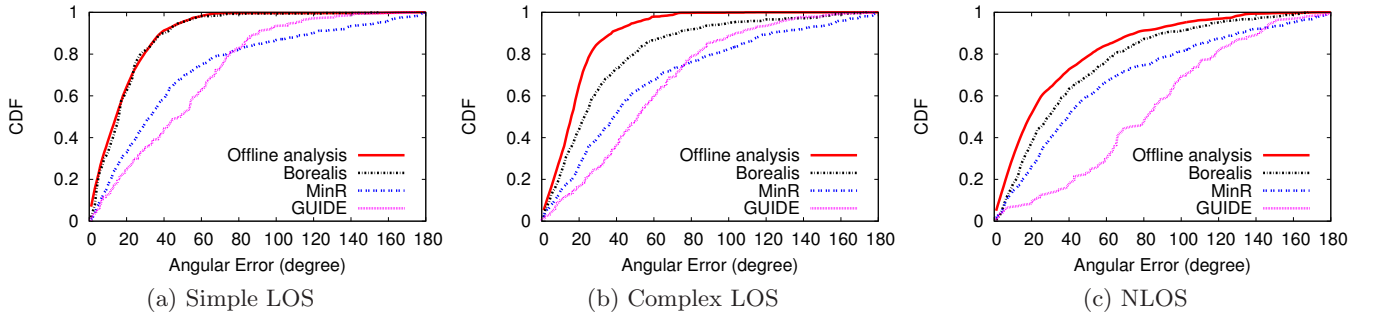 CDF
1
0.8
0.6
0.4
0.2
0
Offline analysis
Borealis
MinR
GUIDE
0 20 40 60 80 100 120 140 160 180
Angular Error (degree)
(a) Simple LOS
CDF
1
0.8
0.6
0.4
0.2
0
Offline analysis
Borealis
MinR
GUIDE
0 20 40 60 80 100 120 140 160 180
Angular Error (degree)
(b) Complex LOS
CDF
1
0.8
0.6
0.4
0.2
0
Offline analysis
Borealis
MinR
GUIDE
0 20 40 60 80 100 120 140 160 180
Angular Error (degree)
(c) NLOS